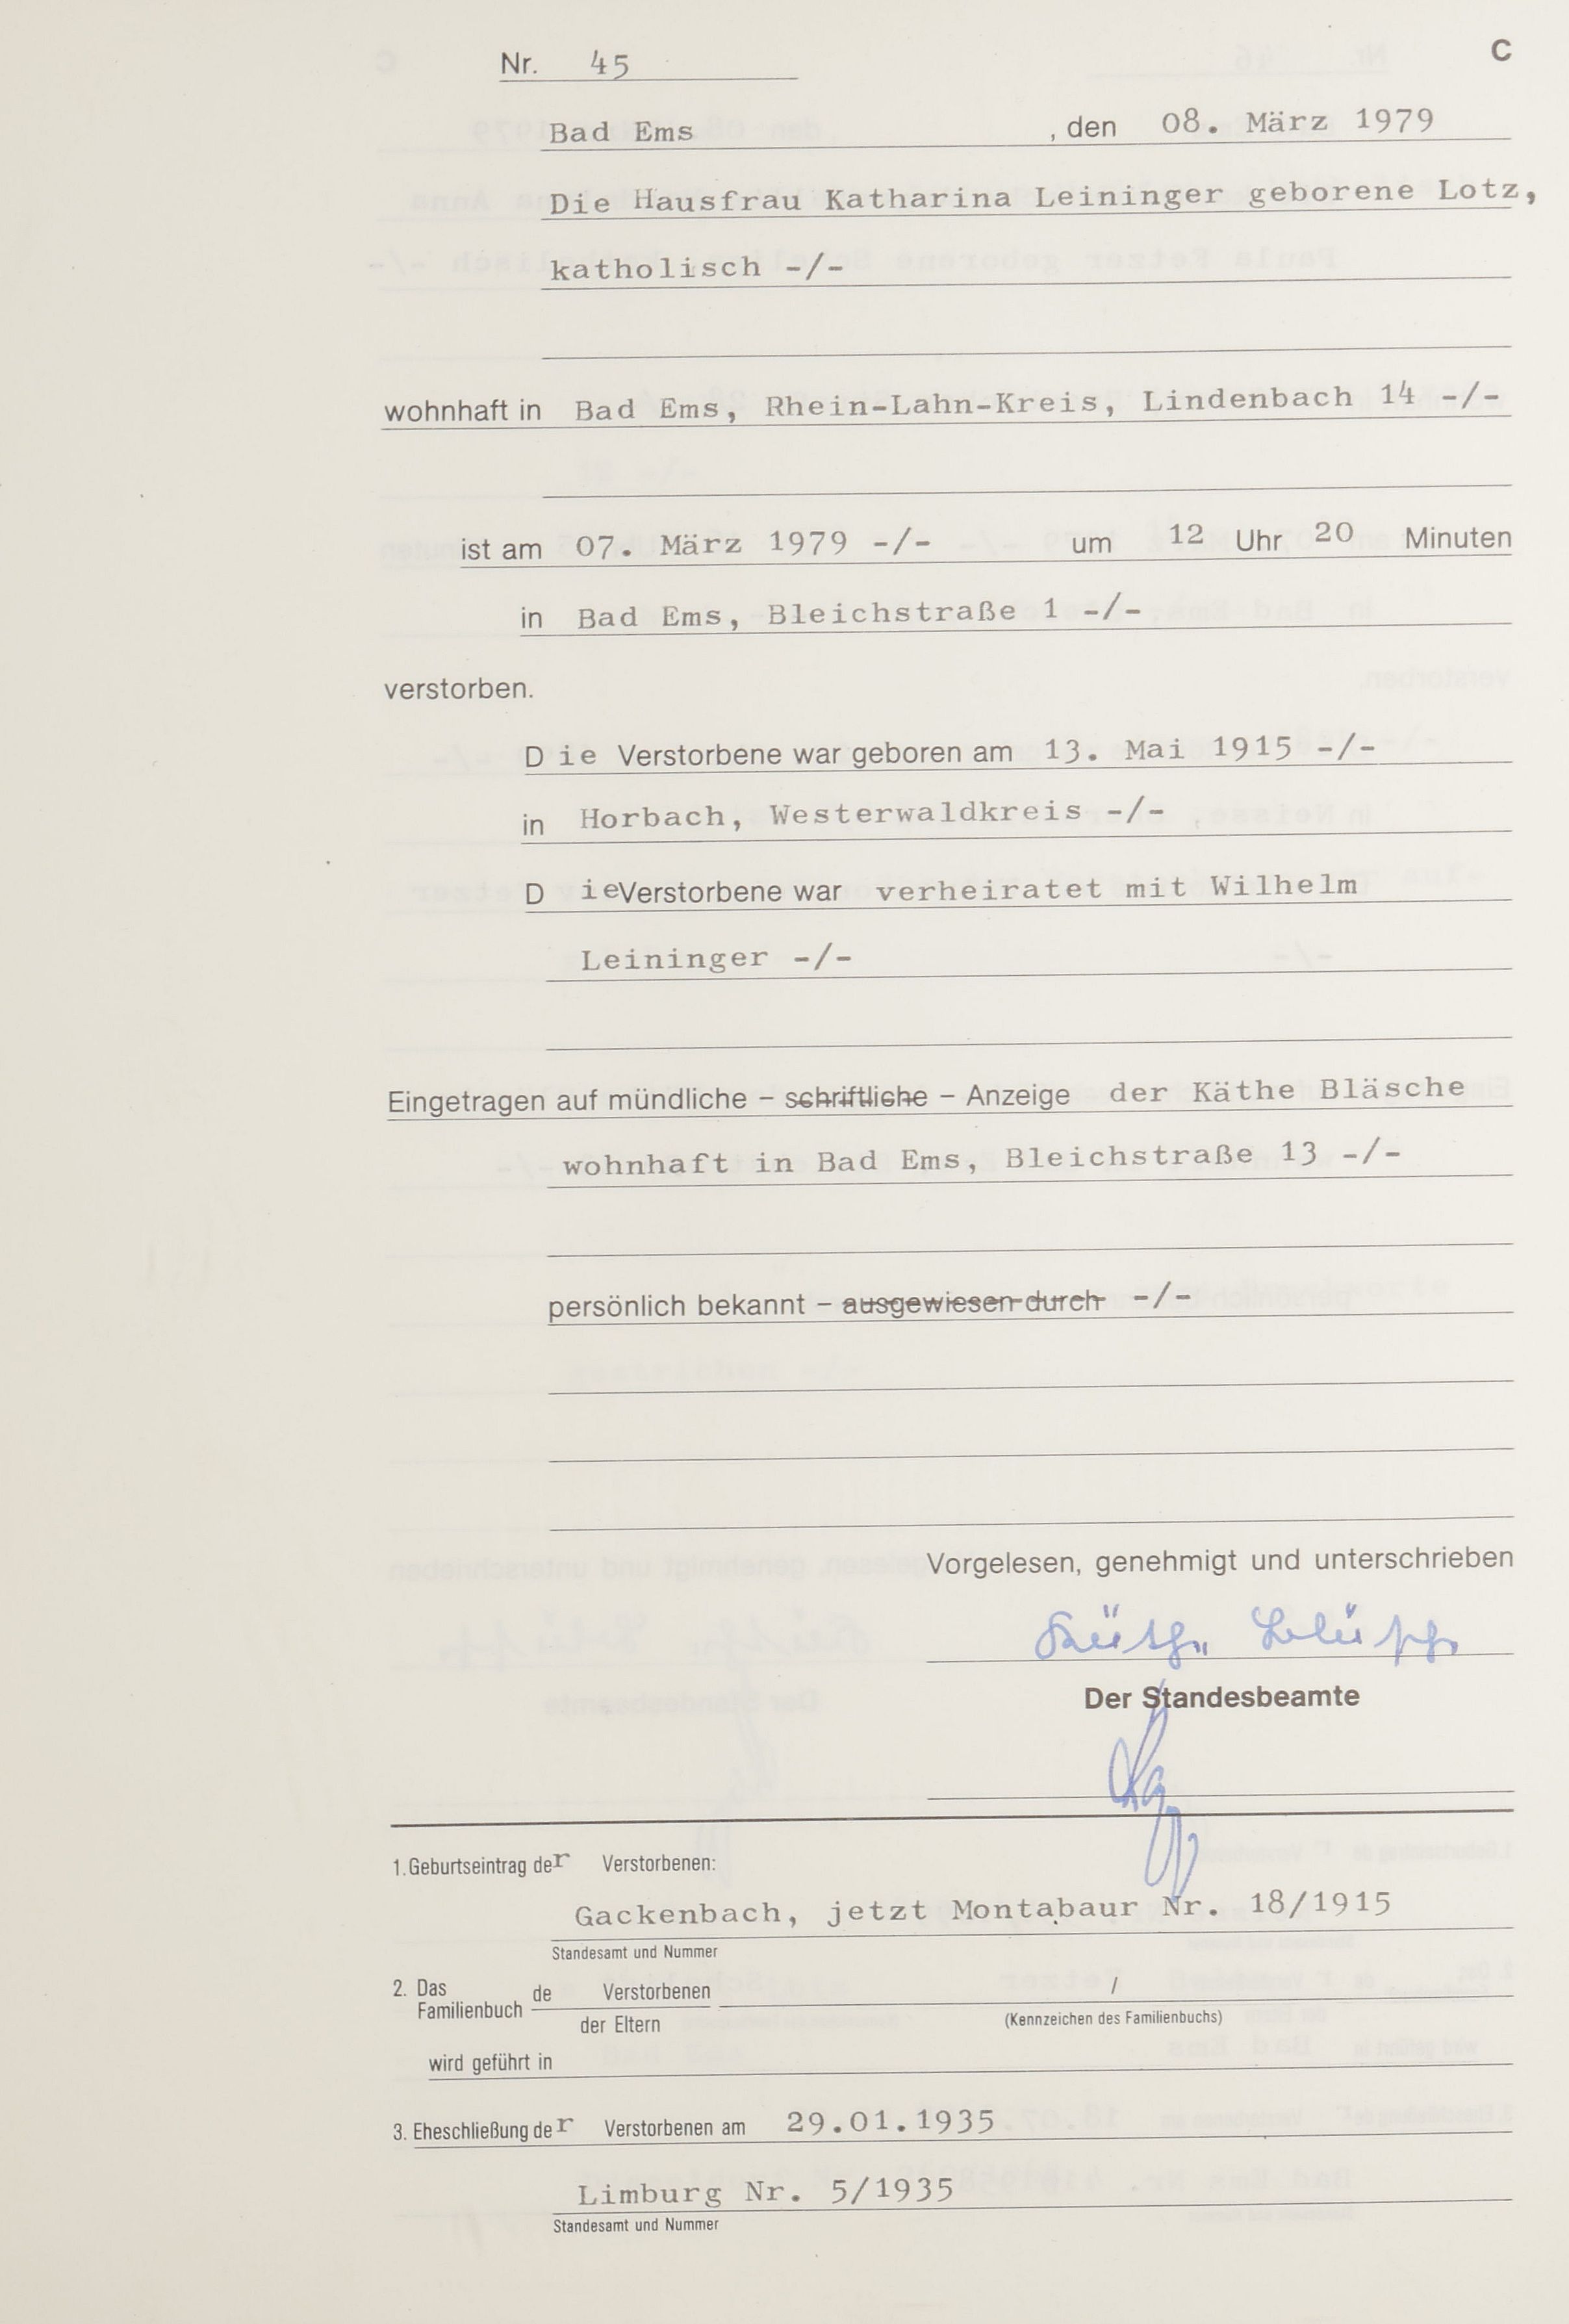 Nr. 45
C
Bad Ems , den 08. März 1979
Die Hausfrau Katharina Leininger geborene Lotz,
katholisch -/-
wohnhaft in Bad Ems, Rhein-Lahn-Kreis, Lindenbach 14 -/-
ist am 07. März 1979 -/- um 12 Uhr 20 Minuten
in Bad Ems, Bleichstraße 1 -/-
verstorben.
Die Verstorbene war geboren am 13. Mai 1915 -/-
in Horbach, Westerwaldkreis -/-
Die Verstorbene war verheiratet mit Wilhelm
Leininger -/-
Eingetragen auf mündliche – schriftliche – Anzeige der Käthe Bläsche
wohnhaft in Bad Ems, Bleichstraße 13 -/-
persönlich bekannt – ausgewiesen durch -/-
Vorgelesen, genehmigt und unterschrieben
Der Standesbeamte
1. Geburtseintrag der Verstorbenen:
Gackenbach, jetzt Montabaur Nr. 18/1915
Standesamt und Nummer
2. Das Familienbuch de Verstorbenen /
der Eltern (Kennzeichen des Familienbuchs)
wird geführt in
3. Eheschließung der Verstorbenen am 29.01.1935
Limburg Nr. 5/1935
Standesamt und Nummer